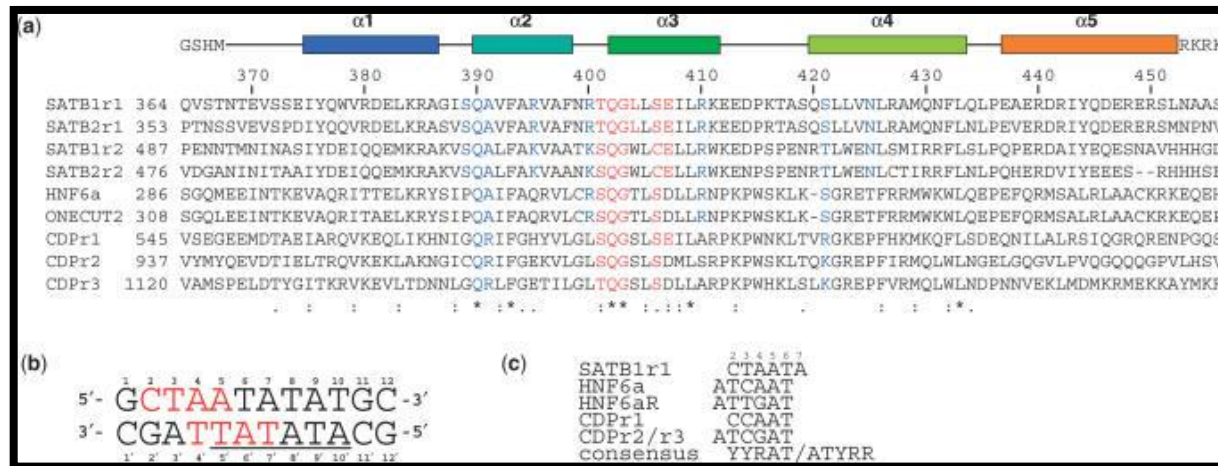 (a) α1 α2 α3 α4 α5
GSHM RKRK
370 380 390 400 410 420 430 440 450
SATB1r1 364 QVSTNTEVSSEIYQWVRDELKRAGISQAVFARVAFNRTQGLLSEILRKEEDPKTASQSLLVNLRAMQNFLQLPEAERDRIYQDERERSLNAAS
SATB2r1 353 PTNSSVEVSPDIYQQVRDELKRASVSQAVFARVAFNRTQGLLSEILRKEEDPRTASQSLLVNLRAMQNFLNLPEVERDRIYQDERERSMNPNV
SATB1r2 487 PENNTMNINASIYDEIQQEMKRAKVSQALFAKVAATKSQGWLCELLRWKEDPSPENRTLWENLSMIRRFLSLPQPERDAIYEQESNAVHHHGD
SATB2r2 476 VDGANINITAAIYDEIQQEMKRAKVSQALFAKVAANKSQGWLCELLRWKENPSPENRTLWENLCTIRRFLNLPQHERDVIYEEES--RHHHSE
HNF6a 286 SGQMEEINTKEVAQRITTELKRYSIPQAIFAQRVLCRSQGTLSDLLRNPKPWSKLK-SGRETFRRMWKWLQEPEFQRMSALRLAACKRKEQEH
ONECUT2 308 SGQLEEINTKEVAQRITAELKRYSIPQAIFAQRVLCRSQGTLSDLLRNPKPWSKLK-SGRETFRRMWKWLQEPEFQRMSALRLAACKRKEQEP
CDPr1 545 VSEGEEMDTAEIARQVKEQLIKHNIGQRIFGHYVLGLSQGSLSEILARPKPWNKLTVRGKEPFHKMKQFLSDEQNILALRSIQGRQRENPGQS
CDPr2 937 VYMYQEVDTIELTRQVKEKLAKNGICQRIFGEKVLGLSQGSLSDMLSRPKPWSKLTQKGREPFIRMQLWLNGELGQGVLPVQGQQQGPVLHSV
CDPr3 1120 VAMSPELDTYGITKRVKEVLTDNNLGQRLFGETILGLTQGSLSDLLARPKPWHKLSLKGREPFVRMQLWLNDPNNVEKLMDMKRMEKKAYMKR
. : : : * :*.. :**:.::* : : : :*.
(b)
1 2 3 4 5 6 7 8 9 10 11 12
5′- GCTAATATATGC -3′
3′- CGATTATATACG -5′
1′ 2′ 3′ 4′ 5′ 6′ 7′ 8′ 9′ 10′ 11′ 12′
(c)
2 3 4 5 6 7
SATB1r1 CTAATA
HNF6a ATCAAT
HNF6aR ATTGAT
CDPr1 CCAAT
CDPr2/r3 ATCGAT
consensus YYRAT/ATYRR